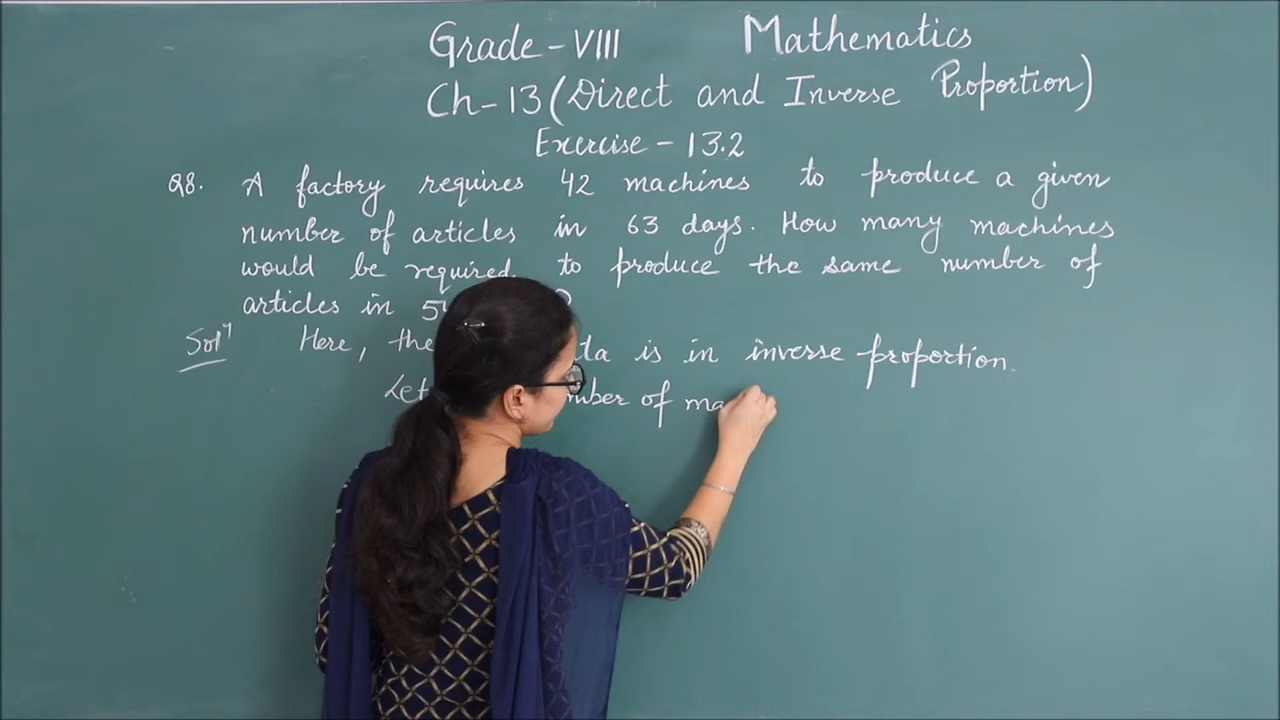 Grade-VIII Mathematics
Ch-13 (Direct and Inverse Proportion)
Exercise - 13.2
Q8. A factory requires 42 machines to produce a given
number of articles in 63 days. How many machines
would be required to produce the same number of
articles in
Solⁿ Here, the is in inverse proportion.
Let of